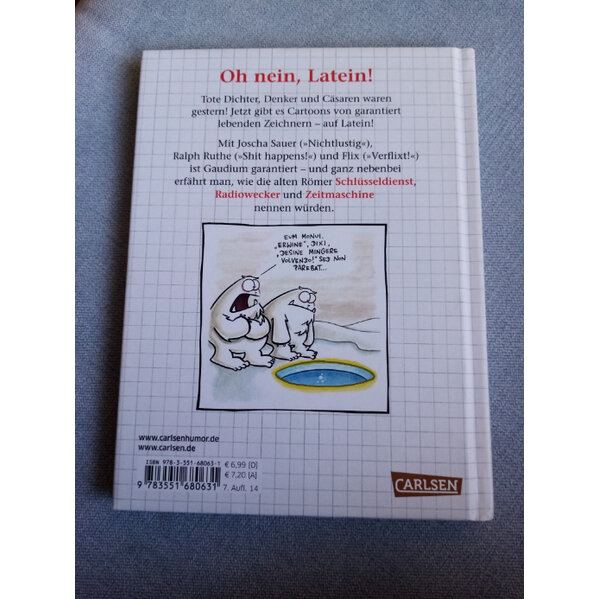 Oh nein, Latein!
Tote Dichter, Denker und Cäsaren waren
gestern! Jetzt gibt es Cartoons von garantiert
lebenden Zeichnern – auf Latein!
Mit Joscha Sauer (»Nichtlustig«),
Ralph Ruthe (»Shit happens!«) und Flix (»Verflixt!«)
ist Gaudium garantiert – und ganz nebenbei
erfährt man, wie die alten Römer Schlüsseldienst,
Radiowecker und Zeitmaschine
nennen würden.
EUM MONUI.
„ERWINE", DIXI,
„DESINE MINGERE
VOLVENDO!" SED NON
PAREBAT...
www.carlsenhumor.de
www.carlsen.de
ISBN 978-3-551-68063-1
€ 6,99 [D]
€ 7,20 [A]
9 783551 680631
7. Aufl. 14
CARLSEN